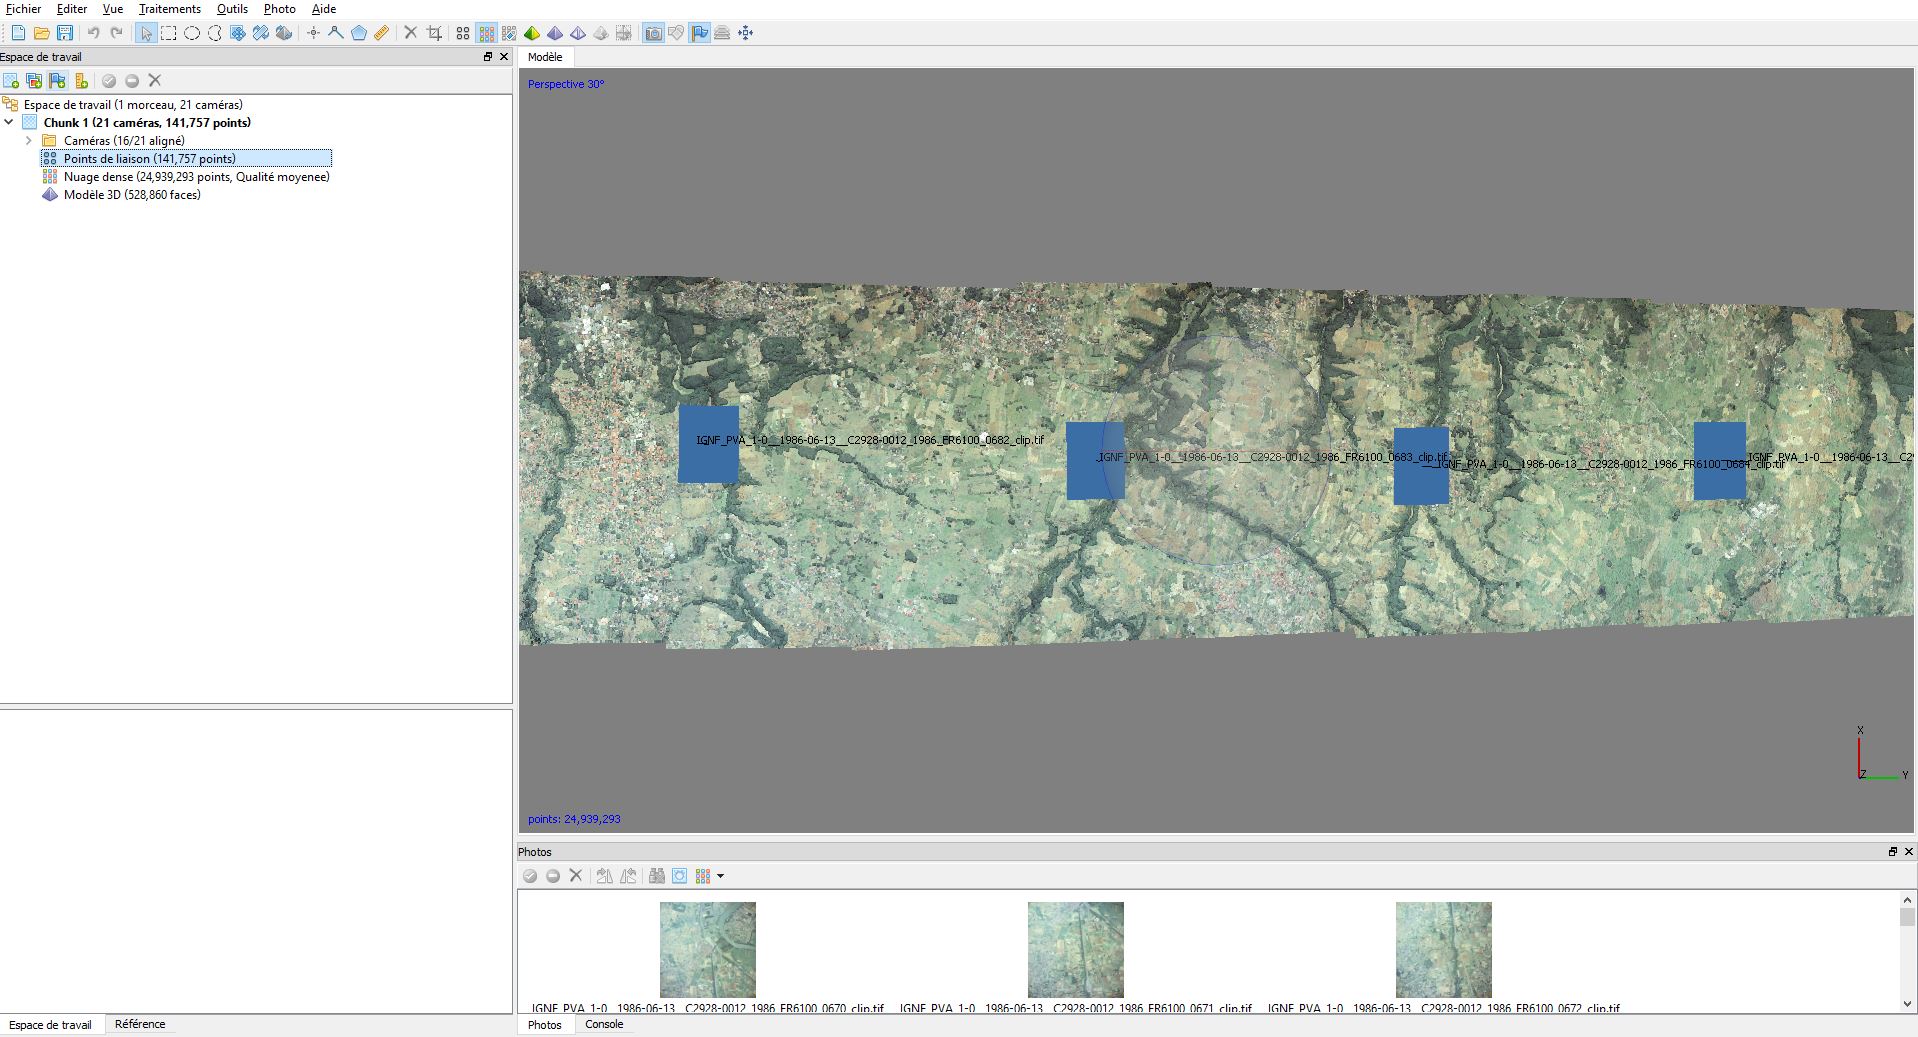 Fichier Editer Vue Traitements Outils Photo Aide
Espace de travail
Espace de travail (1 morceau, 21 caméras)
Chunk 1 (21 caméras, 141,757 points)
Caméras (16/21 aligné)
Points de liaison (141,757 points)
Nuage dense (24,939,293 points, Qualité moyenee)
Modèle 3D (528,860 faces)
Espace de travail Référence
Modèle
Perspective 30°
IGNF_PVA_1-0__1986-06-13__C2928-0012_1986_FR6100_0682_clip.tif
IGNF_PVA_1-0__1986-06-13__C2928-0012_1986_FR6100_0683_clip.tif
IGNF_PVA_1-0__1986-06-13__C2928-0012_1986_FR6100_0684_clip.tif
IGNF_PVA_1-0__1986-06-13__C29
X
Z Y
points: 24,939,293
Photos
IGNF_PVA_1-0__1986-06-13__C2928-0012_1986_FR6100_0670_clip.tif
IGNF_PVA_1-0__1986-06-13__C2928-0012_1986_FR6100_0671_clip.tif
IGNF_PVA_1-0__1986-06-13__C2928-0012_1986_FR6100_0672_clip.tif
Photos Console